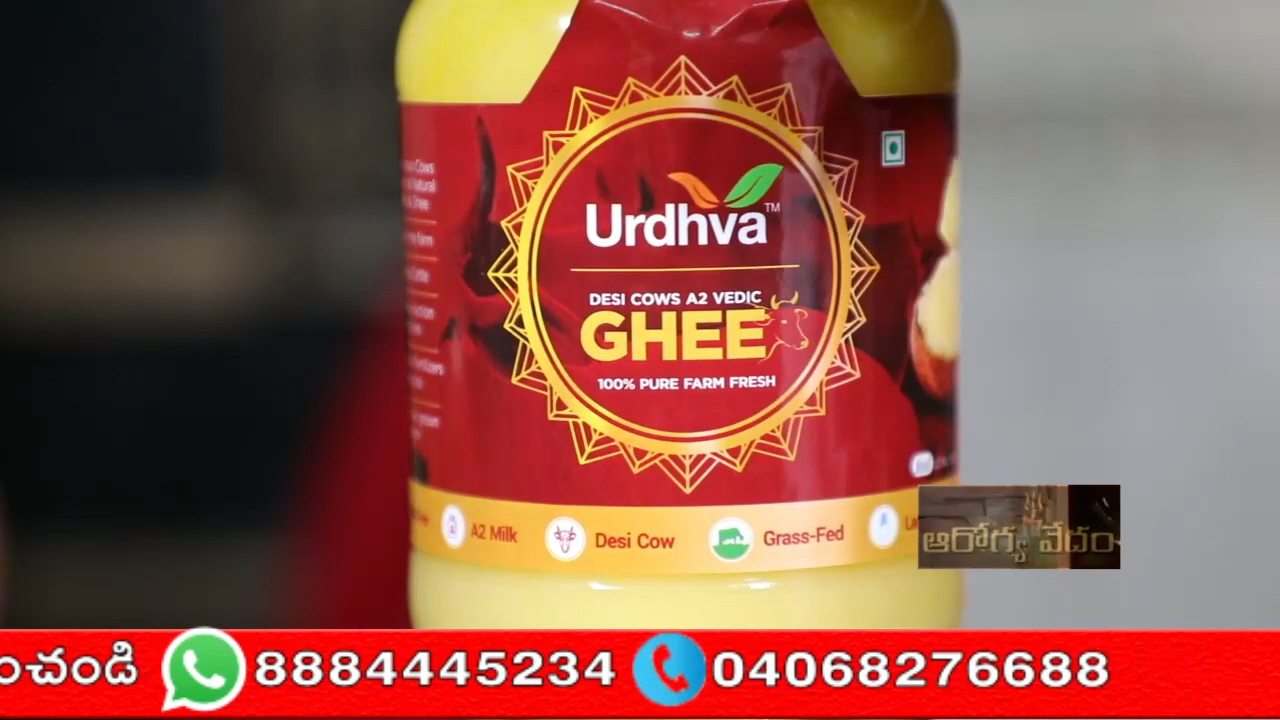 Urdhva™
DESI COWS A2 VEDIC
GHEE
100% PURE FARM FRESH
A2 Milk
Desi Cow
Grass-Fed
ఆరోగ్య వేదం
8884445234
04068276688